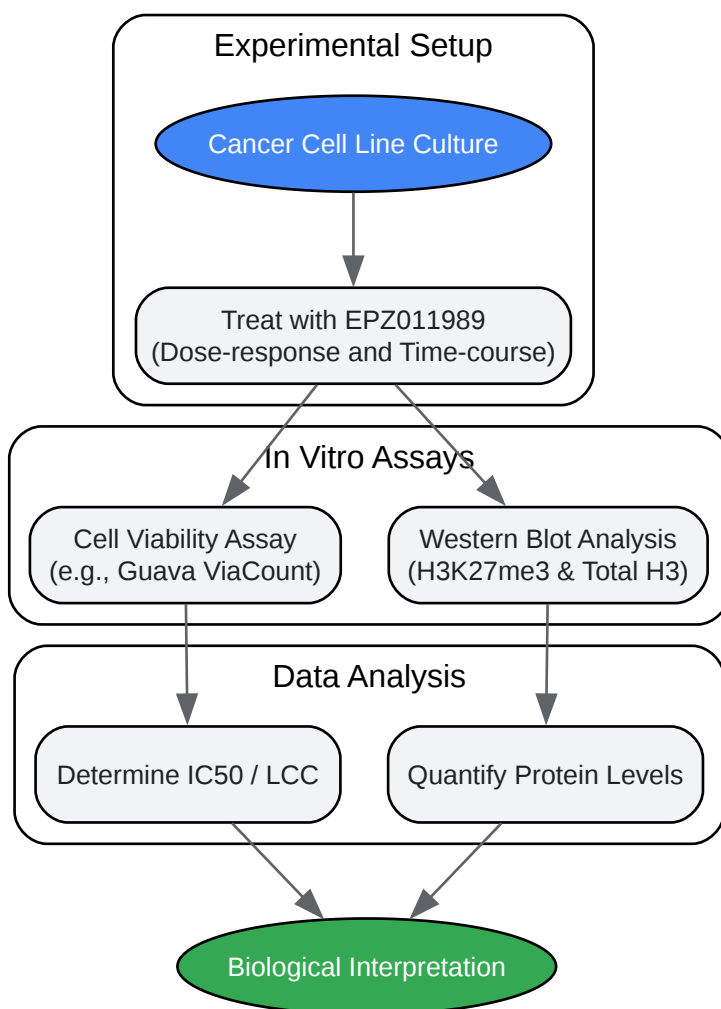 Experimental Setup
Cancer Cell Line Culture
Treat with EPZ011989
(Dose-response and Time-course)
In Vitro Assays
Cell Viability Assay
(e.g., Guava ViaCount)
Western Blot Analysis
(H3K27me3 & Total H3)
Data Analysis
Determine IC50 / LCC
Quantify Protein Levels
Biological Interpretation